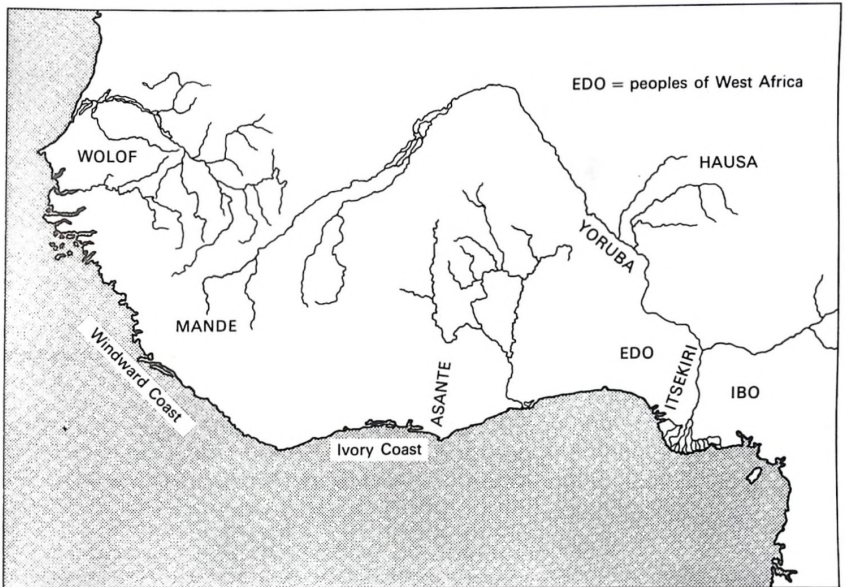 EDO = peoples of West Africa
WOLOF
HAUSA
YORUBA
MANDE
Windward Coast
EDO
ITSEKIRI
ASANTE
IBO
Ivory Coast